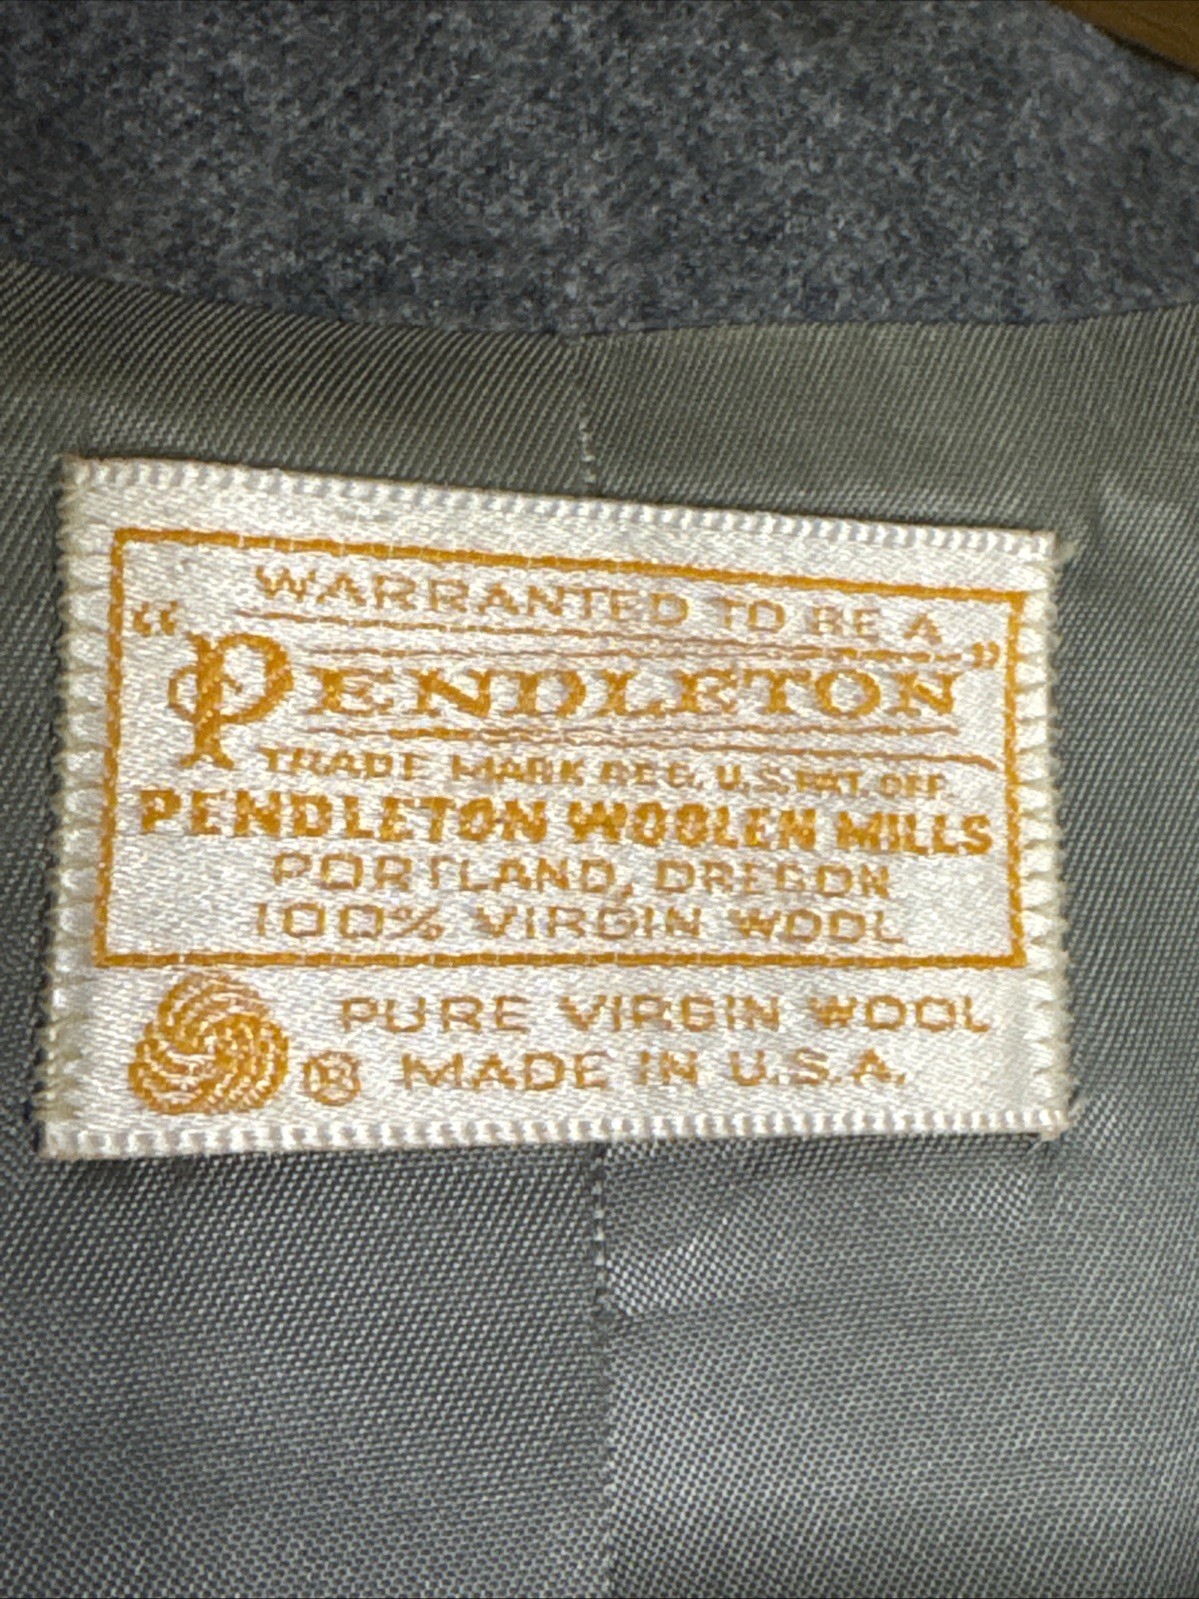 WARRANTED TO BE A
"PENDLETON"
TRADE MARK REG. U.S. PAT. OFF.
PENDLETON WOOLEN MILLS
PORTLAND, OREGON
100% VIRGIN WOOL
PURE VIRGIN WOOL
® MADE IN U.S.A.